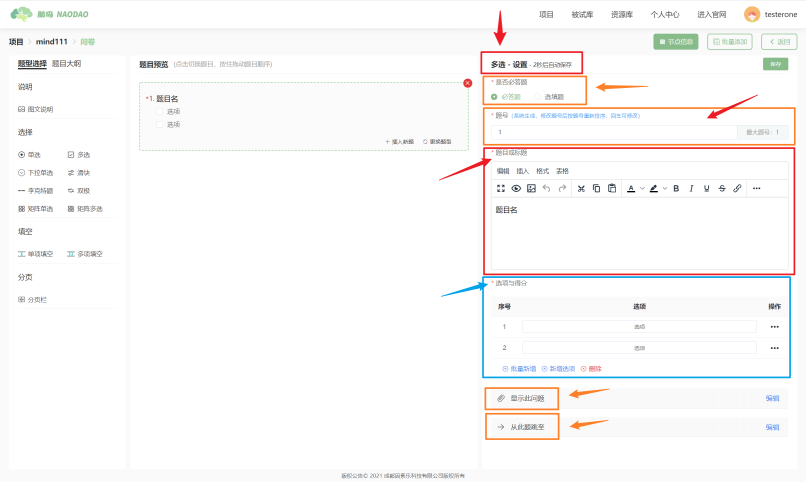 脑岛 NAODAO
项目 被试库 资源库 个人中心 进入官网 testerone
项目 mind111 问卷
节点信息 批量添加 返回
题型选择 题目大纲
说明
图文说明
选择
单选 多选
下拉单选 滑块
李克特题 双极
矩阵单选 矩阵多选
填空
单项填空 多项填空
分页
分页栏
题目预览 (点击切换题目，按住拖动题目顺序)
*1. 题目名
选项
选项
+ 插入新题 更换题型
多选 - 设置 - 2秒后自动保存 保存
* 是否必答题
必答题 选填题
* 题号 (系统生成，修改题号后按题号重新排序，回车可修改)
1 最大题号：1
* 题目或标题
编辑 插入 格式 表格
A B I U S
题目名
* 选项与得分
序号 选项 操作
1 选项
2 选项
批量新增 新增选项 删除
显示此问题 编辑
从此题跳至 编辑
版权公告© 2021 成都因素乐科技有限公司版权所有